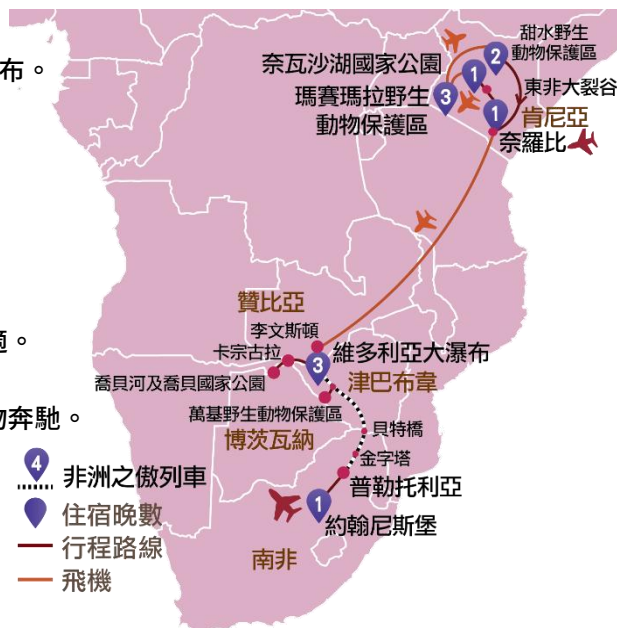 布。
適。
物奔馳。
甜水野生
動物保護區
奈瓦沙湖國家公園
2
1
東非大裂谷
瑪賽瑪拉野生
動物保護區
3
1
肯尼亞
奈羅比
贊比亞
李文斯頓
卡宗古拉
維多利亞大瀑布
3
喬貝河及喬貝國家公園
津巴布韋
萬基野生動物保護區
博茨瓦納
貝特橋
金字塔
普勒托利亞
1
約翰尼斯堡
南非
4 非洲之傲列車
住宿晚數
行程路線
飛機